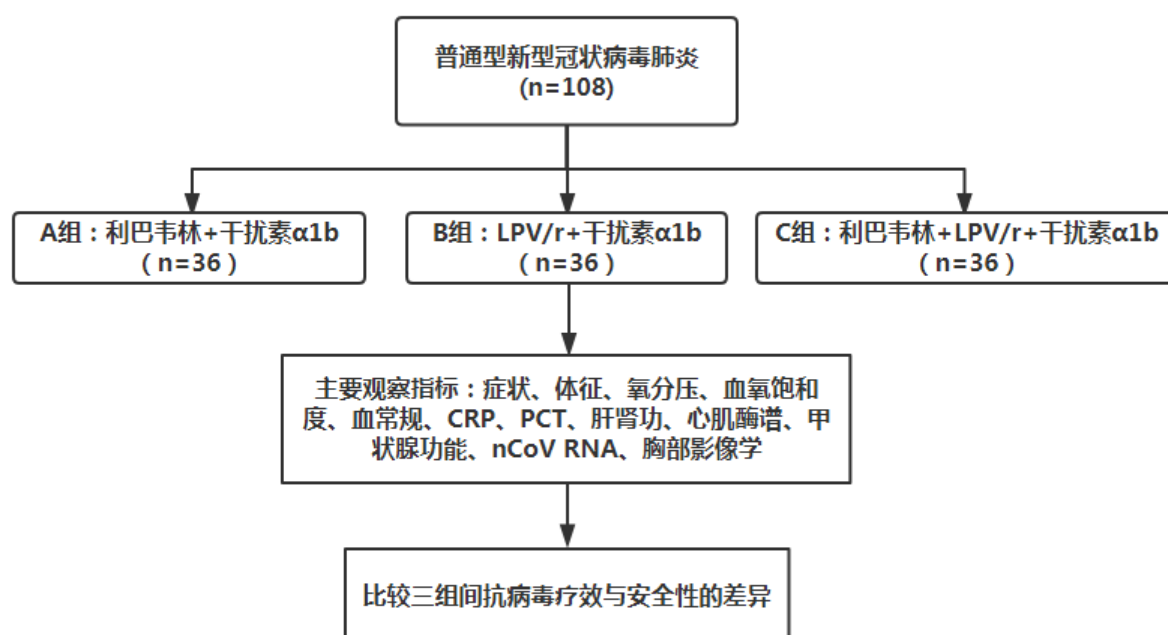 普通型新型冠状病毒肺炎
(n=108)
A组：利巴韦林+干扰素α1b
（n=36）
B组：LPV/r+干扰素α1b
（n=36）
C组：利巴韦林+LPV/r+干扰素α1b
（n=36）
主要观察指标：症状、体征、氧分压、血氧饱和
度、血常规、CRP、PCT、肝肾功、心肌酶谱、甲
状腺功能、nCoV RNA、胸部影像学
比较三组间抗病毒疗效与安全性的差异